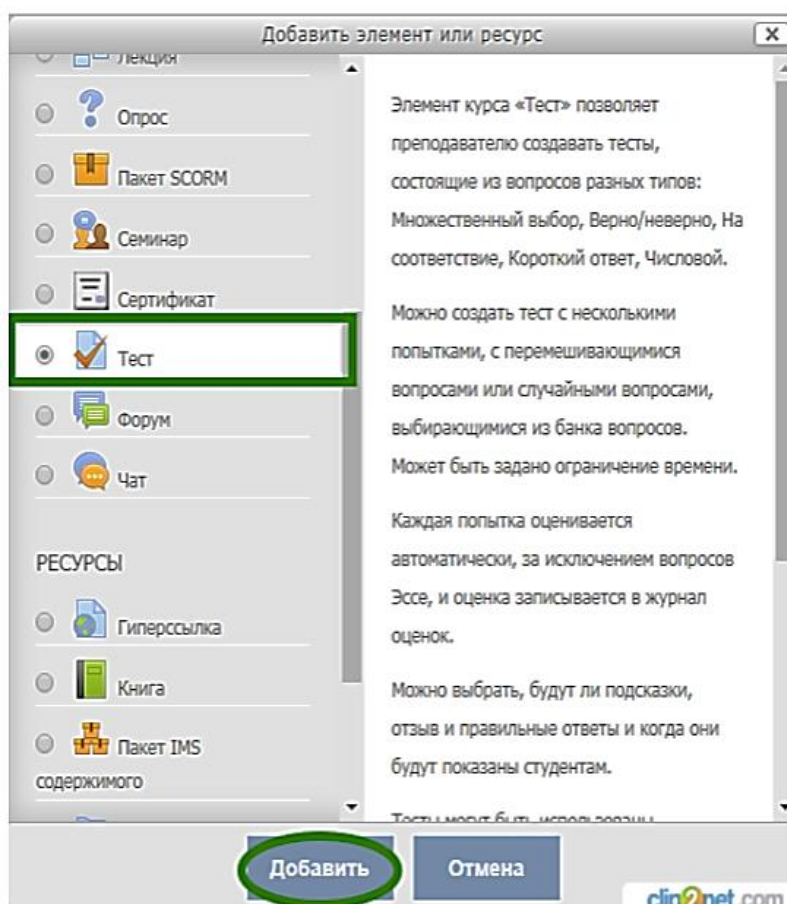 Добавить элемент или ресурс
Лекция
Опрос
Пакет SCORM
Семинар
Сертификат
Тест
Форум
Чат
РЕСУРСЫ
Гиперссылка
Книга
Пакет IMS
содержимого
Элемент курса «Тест» позволяет
преподавателю создавать тесты,
состоящие из вопросов разных типов:
Множественный выбор, Верно/неверно, На
соответствие, Короткий ответ, Числовой.
Можно создать тест с несколькими
попытками, с перемешивающимися
вопросами или случайными вопросами,
выбирающимися из банка вопросов.
Может быть задано ограничение времени.
Каждая попытка оценивается
автоматически, за исключением вопросов
Эссе, и оценка записывается в журнал
оценок.
Можно выбрать, будут ли подсказки,
отзыв и правильные ответы и когда они
будут показаны студентам.
Тесты могут быть использованы
Добавить
Отмена
clip2net.com